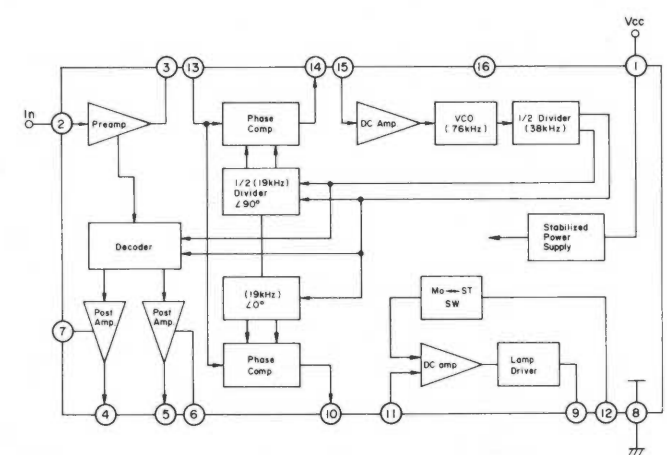 Vcc
3
13
14
15
16
1
In
2
Preamp.
Phase
Comp.
DC Amp
VCO
(76kHz)
1/2 Divider
(38kHz)
1/2 (19kHz)
Divider
∠90°
Decoder
Stabilized
Power
Supply
(19kHz)
∠0°
Mo ST
SW
7
Post
Amp.
Post
Amp.
Phase
Comp.
DC amp
Lamp
Driver
4
5
6
10
11
9
12
8